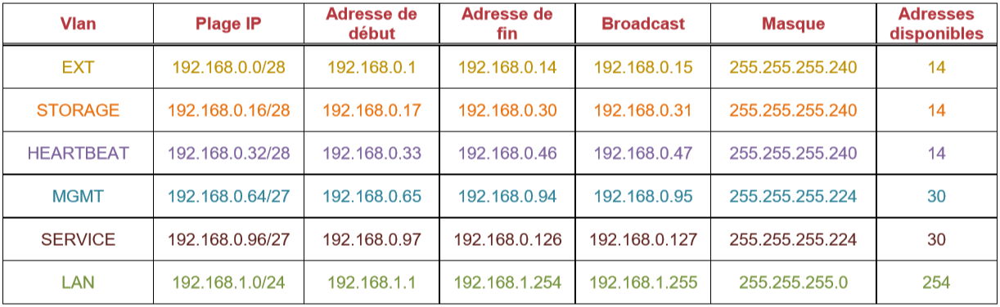 Vlan Plage IP Adresse de début Adresse de fin Broadcast Masque Adresses disponibles
EXT 192.168.0.0/28 192.168.0.1 192.168.0.14 192.168.0.15 255.255.255.240 14
STORAGE 192.168.0.16/28 192.168.0.17 192.168.0.30 192.168.0.31 255.255.255.240 14
HEARTBEAT 192.168.0.32/28 192.168.0.33 192.168.0.46 192.168.0.47 255.255.255.240 14
MGMT 192.168.0.64/27 192.168.0.65 192.168.0.94 192.168.0.95 255.255.255.224 30
SERVICE 192.168.0.96/27 192.168.0.97 192.168.0.126 192.168.0.127 255.255.255.224 30
LAN 192.168.1.0/24 192.168.1.1 192.168.1.254 192.168.1.255 255.255.255.0 254